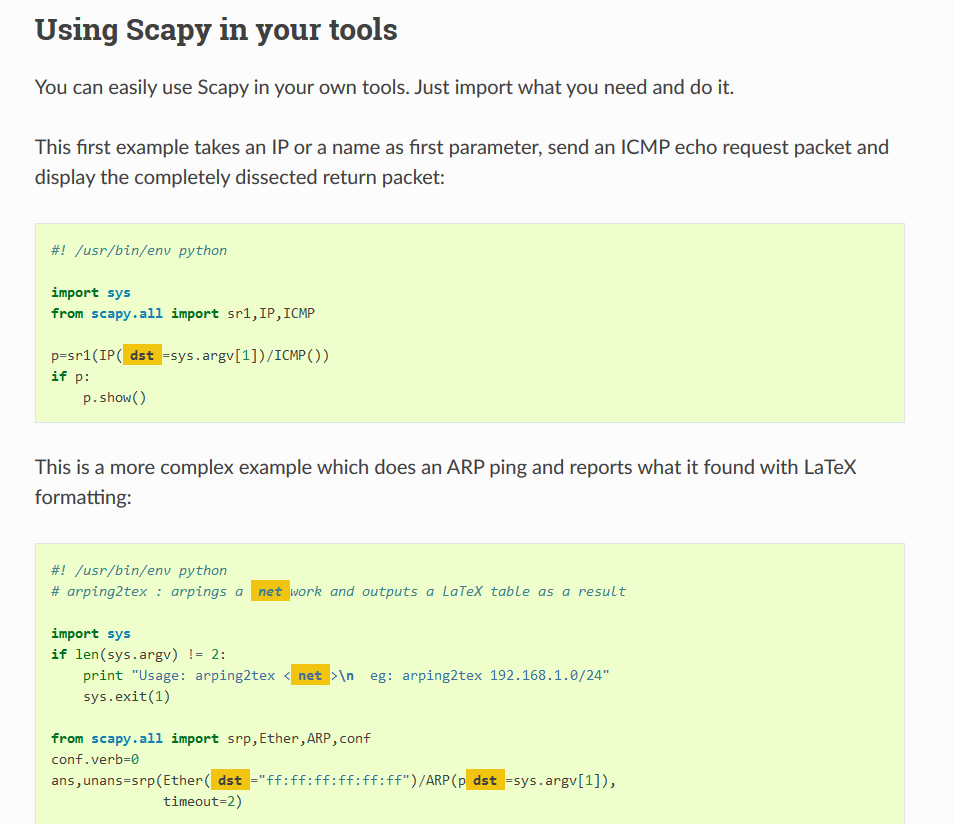 Using Scapy in your tools
You can easily use Scapy in your own tools. Just import what you need and do it.
This first example takes an IP or a name as first parameter, send an ICMP echo request packet and
display the completely dissected return packet:
#! /usr/bin/env python
import sys
from scapy.all import sr1,IP,ICMP
p=sr1(IP(dst=sys.argv[1])/ICMP())
if p:
    p.show()
This is a more complex example which does an ARP ping and reports what it found with LaTeX
formatting:
#! /usr/bin/env python
# arping2tex : arpings a network and outputs a LaTeX table as a result
import sys
if len(sys.argv) != 2:
    print "Usage: arping2tex <net>\n  eg: arping2tex 192.168.1.0/24"
    sys.exit(1)
from scapy.all import srp,Ether,ARP,conf
conf.verb=0
ans,unans=srp(Ether(dst="ff:ff:ff:ff:ff:ff")/ARP(pdst=sys.argv[1]),
              timeout=2)